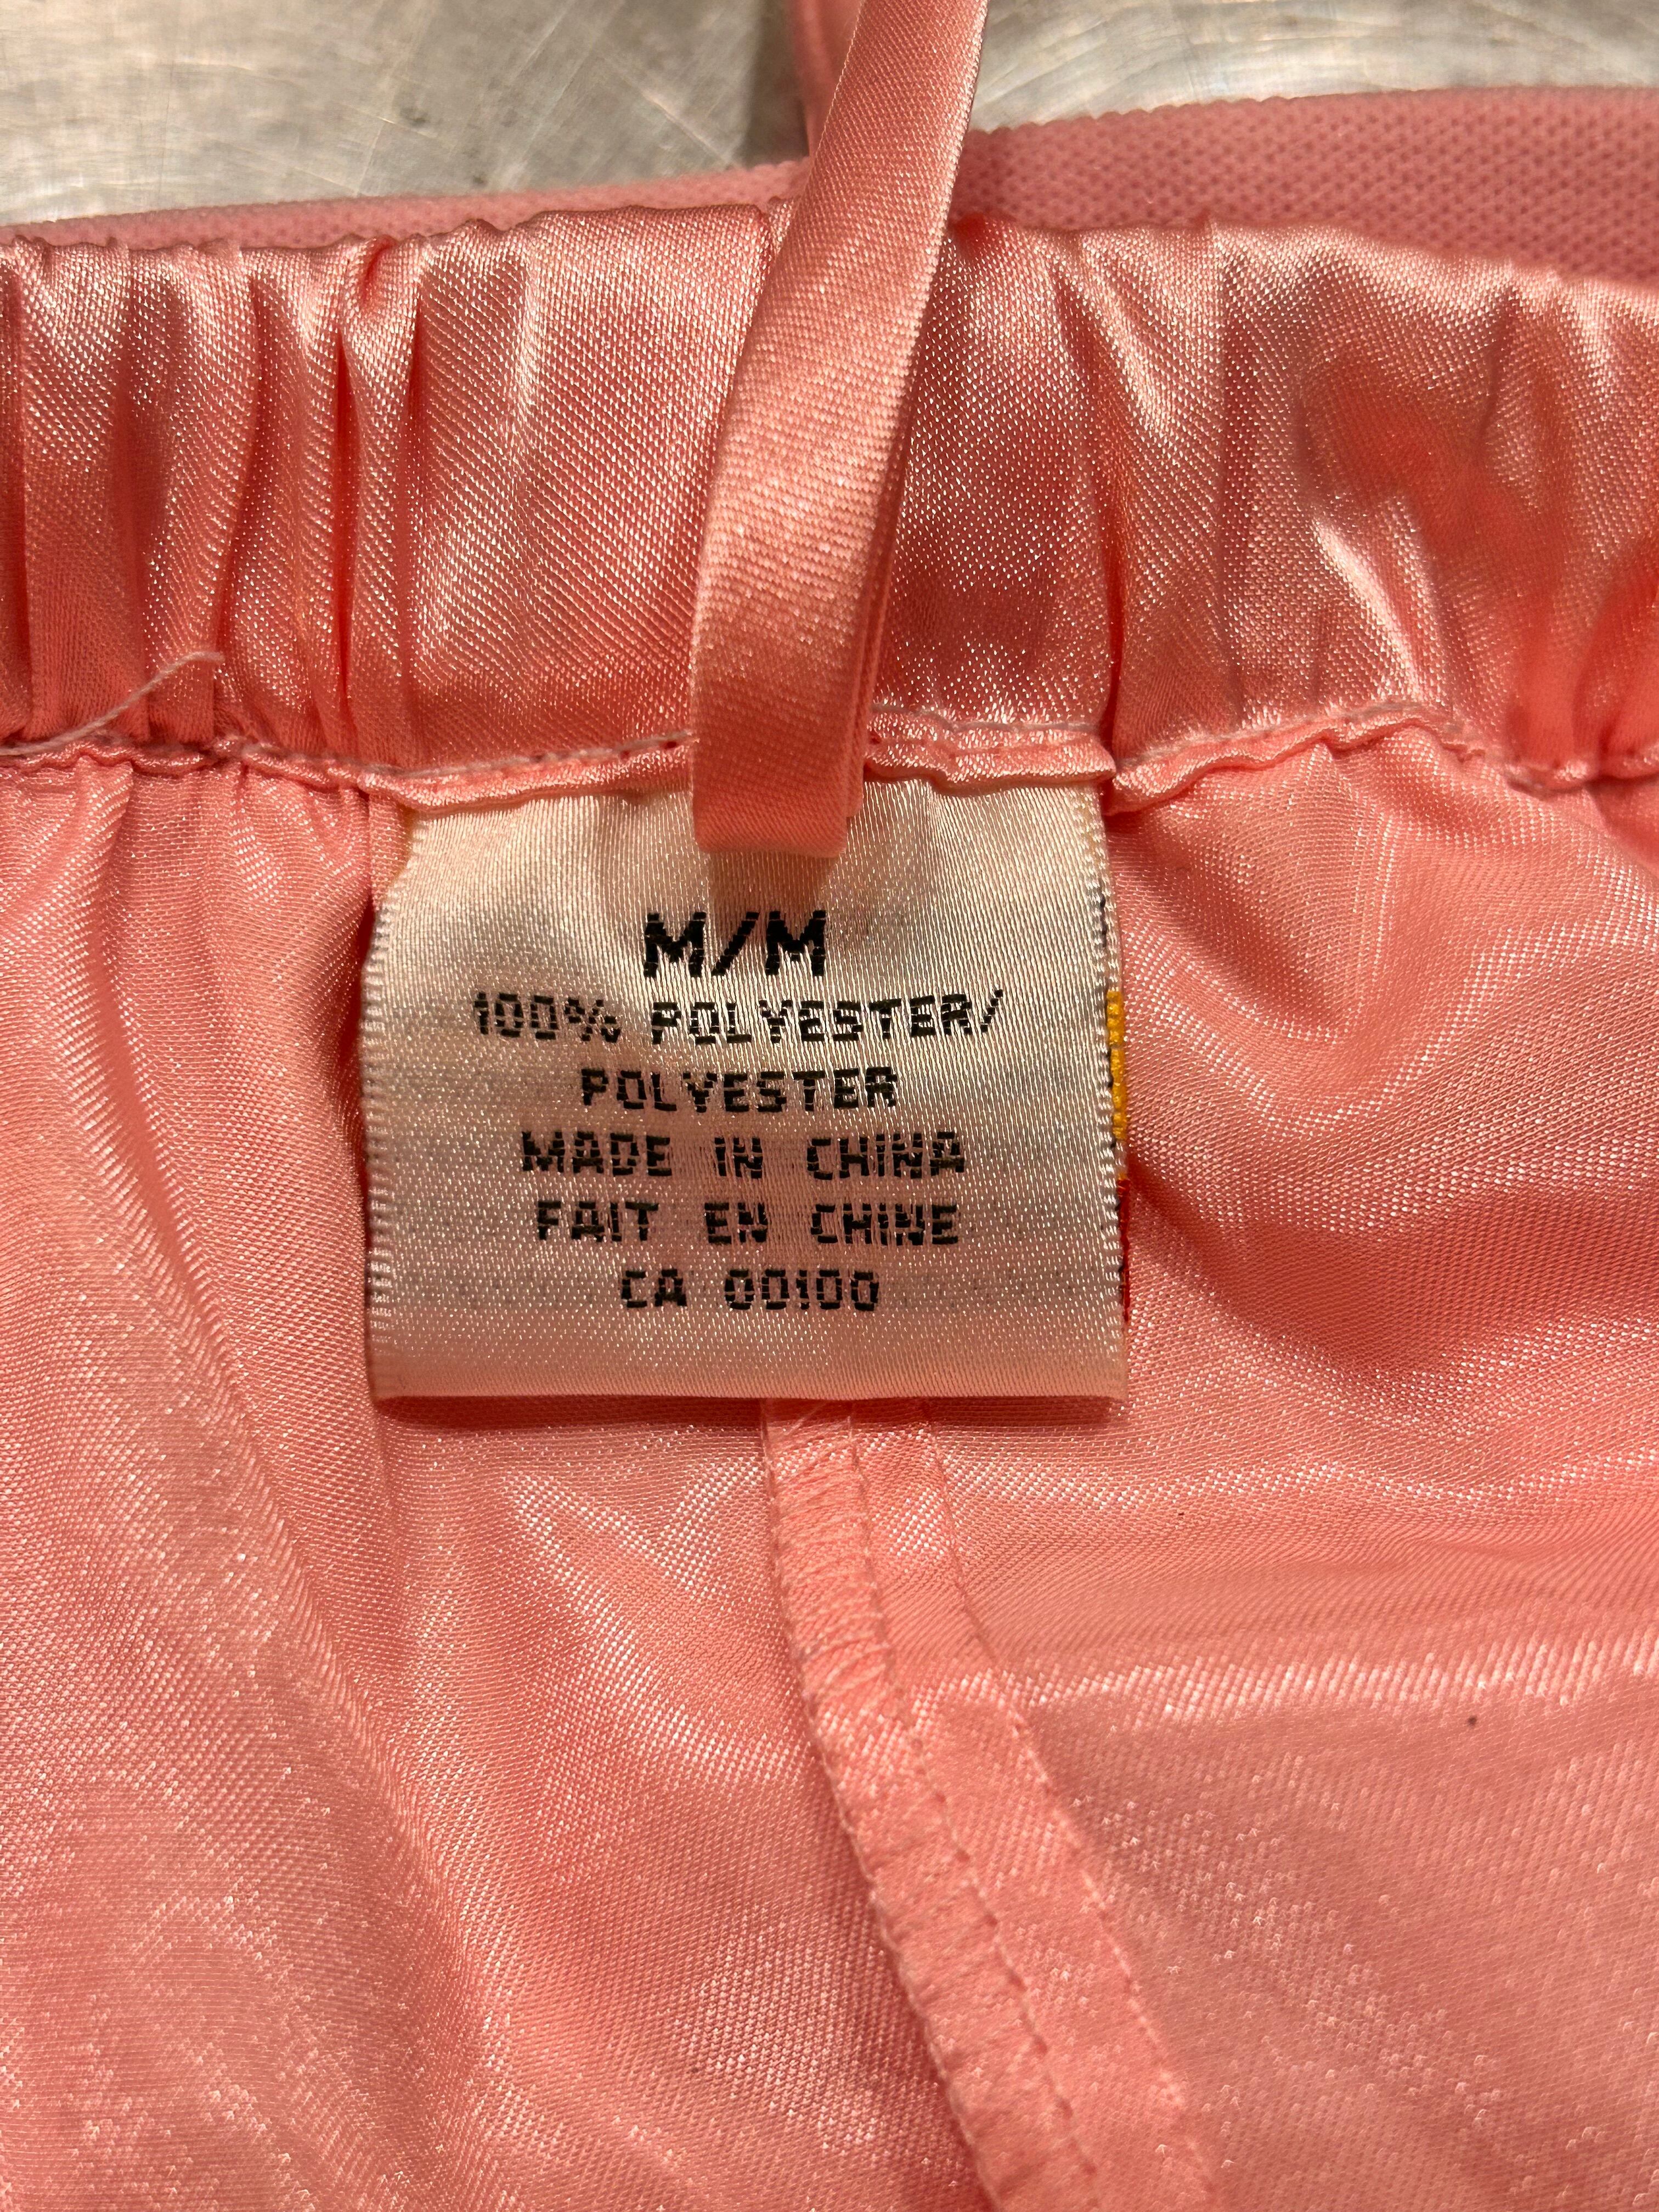 M/M
100% POLYESTER/
POLYESTER
MADE IN CHINA
FAIT EN CHINE
CA 00100